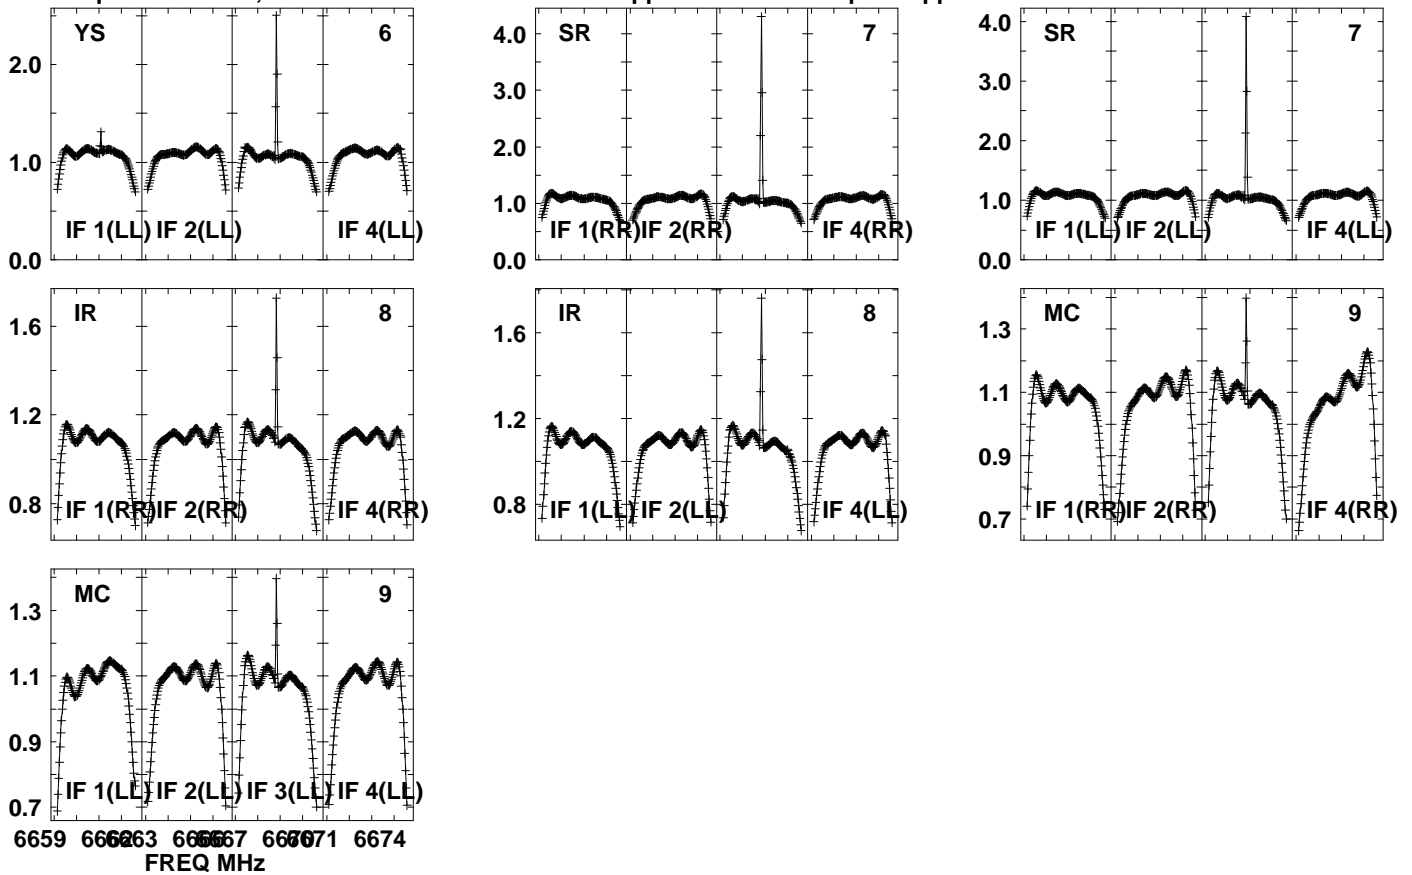 YS 6
2.0
1.0
0.0
IF 1(LL) IF 2(LL) IF 4(LL)
SR 7
4.0
3.0
2.0
1.0
0.0
IF 1(RR) IF 2(RR) IF 4(RR)
SR 7
4.0
3.0
2.0
1.0
0.0
IF 1(LL) IF 2(LL) IF 4(LL)
IR 8
1.6
1.2
0.8
IF 1(RR) IF 2(RR) IF 4(RR)
IR 8
1.6
1.2
0.8
IF 1(LL) IF 2(LL) IF 4(LL)
MC 9
1.3
1.1
0.9
0.7
IF 1(RR) IF 2(RR) IF 4(RR)
MC 9
1.3
1.1
0.9
0.7
IF 1(LL) IF 2(LL) IF 3(LL) IF 4(LL)
6659 6662 6663 6666 6667 6670 6671 6674
FREQ MHz